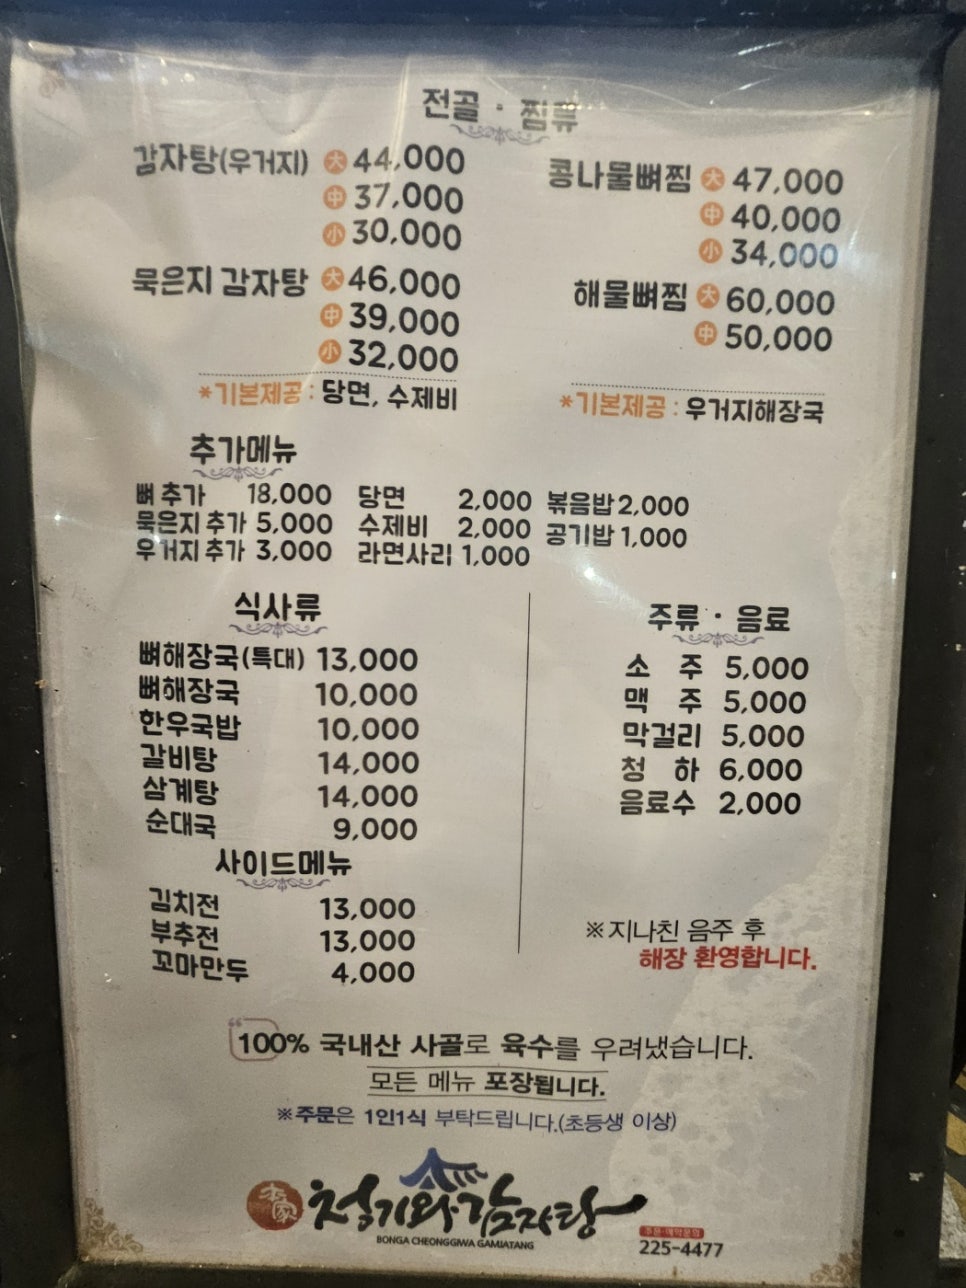 전골 · 찜류
감자탕(우거지) 大 44,000
中 37,000
小 30,000
묵은지 감자탕 大 46,000
中 39,000
小 32,000
*기본제공 : 당면, 수제비
콩나물뼈찜 大 47,000
中 40,000
小 34,000
해물뼈찜 大 60,000
中 50,000
*기본제공 : 우거지해장국
추가메뉴
뼈 추가 18,000 당면 2,000 볶음밥 2,000
묵은지 추가 5,000 수제비 2,000 공기밥 1,000
우거지 추가 3,000 라면사리 1,000
식사류
뼈해장국(특대) 13,000
뼈해장국 10,000
한우국밥 10,000
갈비탕 14,000
삼계탕 14,000
순대국 9,000
사이드메뉴
김치전 13,000
부추전 13,000
꼬마만두 4,000
주류 · 음료
소 주 5,000
맥 주 5,000
막걸리 5,000
청 하 6,000
음료수 2,000
※지나친 음주 후
해장 환영합니다.
100% 국내산 사골로 육수를 우려냈습니다.
모든 메뉴 포장됩니다.
※주문은 1인1식 부탁드립니다.(초등생 이상)
本家 청기와감자탕
BONGA CHEONGGIWA GAMJATANG
주문·예약문의
225-4477